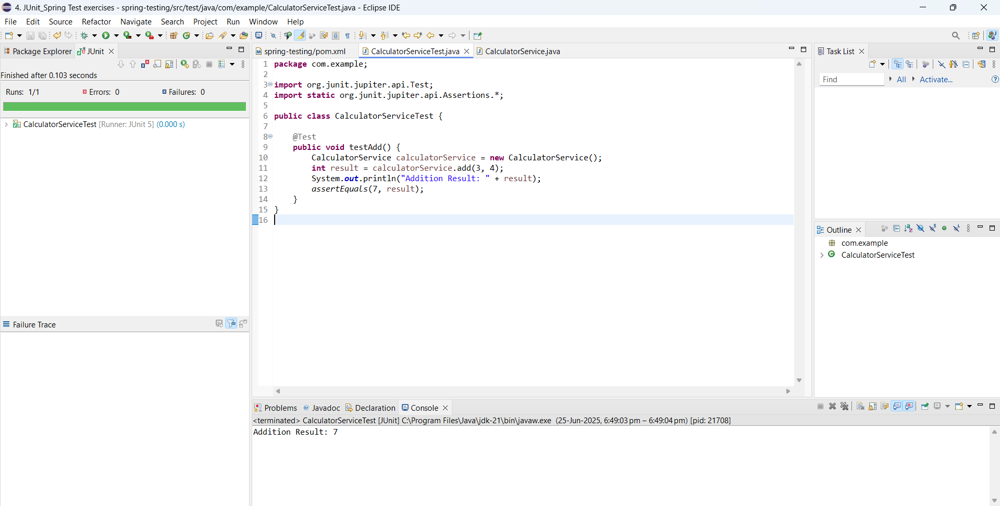 4. JUnit_Spring Test exercises - spring-testing/src/test/java/com/example/CalculatorServiceTest.java - Eclipse IDE
File Edit Source Refactor Navigate Search Project Run Window Help
Package Explorer JUnit
Finished after 0.103 seconds
Runs: 1/1 Errors: 0 Failures: 0
CalculatorServiceTest [Runner: JUnit 5] (0.000 s)
Failure Trace
spring-testing/pom.xml CalculatorServiceTest.java CalculatorService.java
1 package com.example;
2
3 import org.junit.jupiter.api.Test;
4 import static org.junit.jupiter.api.Assertions.*;
5
6 public class CalculatorServiceTest {
7
8     @Test
9     public void testAdd() {
10         CalculatorService calculatorService = new CalculatorService();
11         int result = calculatorService.add(3, 4);
12         System.out.println("Addition Result: " + result);
13         assertEquals(7, result);
14     }
15 }
16
Task List
Find All Activate...
Outline
com.example
CalculatorServiceTest
Problems Javadoc Declaration Console
<terminated> CalculatorServiceTest [JUnit] C:\Program Files\Java\jdk-21\bin\javaw.exe (25-Jun-2025, 6:49:03 pm – 6:49:04 pm) [pid: 21708]
Addition Result: 7